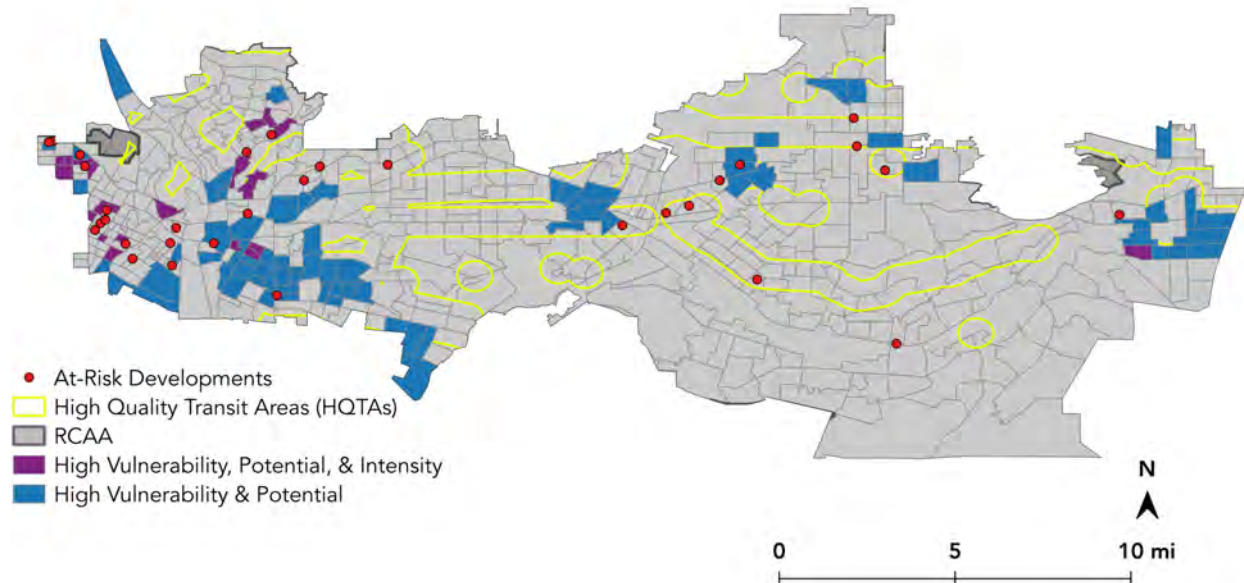 At-Risk Developments
High Quality Transit Areas (HQTAs)
RCAA
High Vulnerability, Potential, & Intensity
High Vulnerability & Potential
N
0 5 10 mi